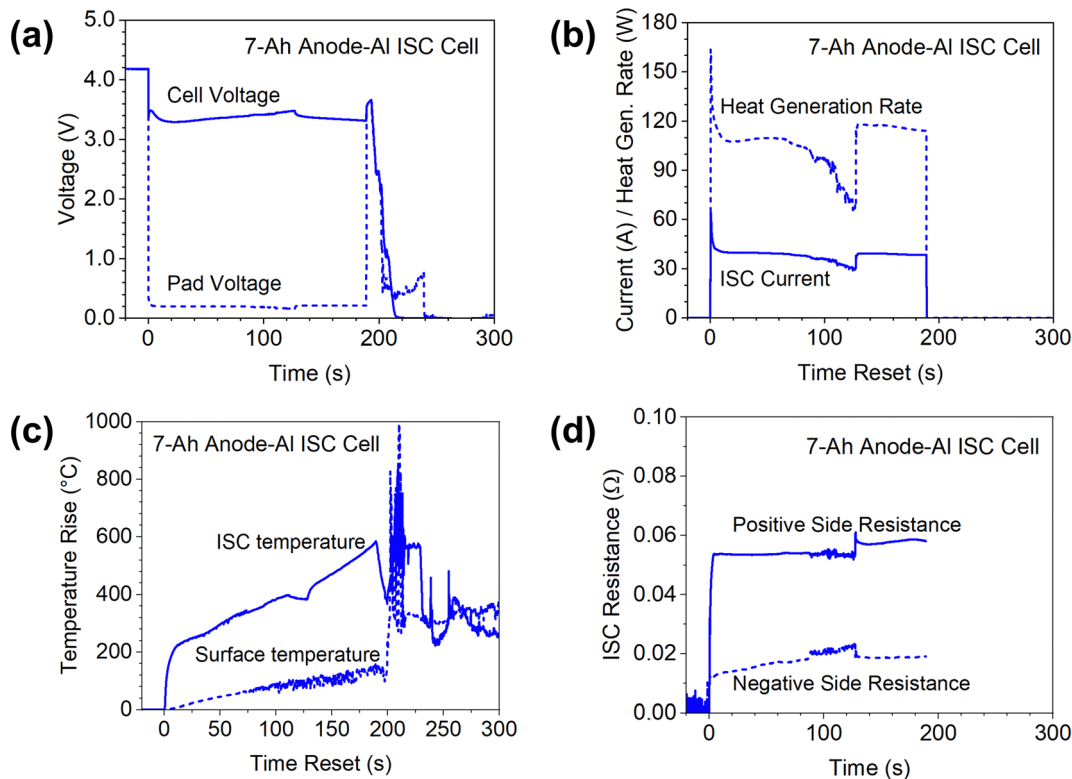 (a)
7-Ah Anode-Al ISC Cell
Cell Voltage
Pad Voltage
Voltage (V)
5.0
4.0
3.0
2.0
1.0
0.0
0
100
200
300
Time (s)
(b)
7-Ah Anode-Al ISC Cell
Heat Generation Rate
ISC Current
Current (A) / Heat Gen. Rate (W)
180
150
120
90
60
30
0
0
100
200
300
Time Reset (s)
(c)
7-Ah Anode-Al ISC Cell
ISC temperature
Surface temperature
Temperature Rise (°C)
1000
800
600
400
200
0
0
50
100
150
200
250
300
Time Reset (s)
(d)
7-Ah Anode-Al ISC Cell
Positive Side Resistance
Negative Side Resistance
ISC Resistance (Ω)
0.10
0.08
0.06
0.04
0.02
0.00
0
100
200
300
Time (s)